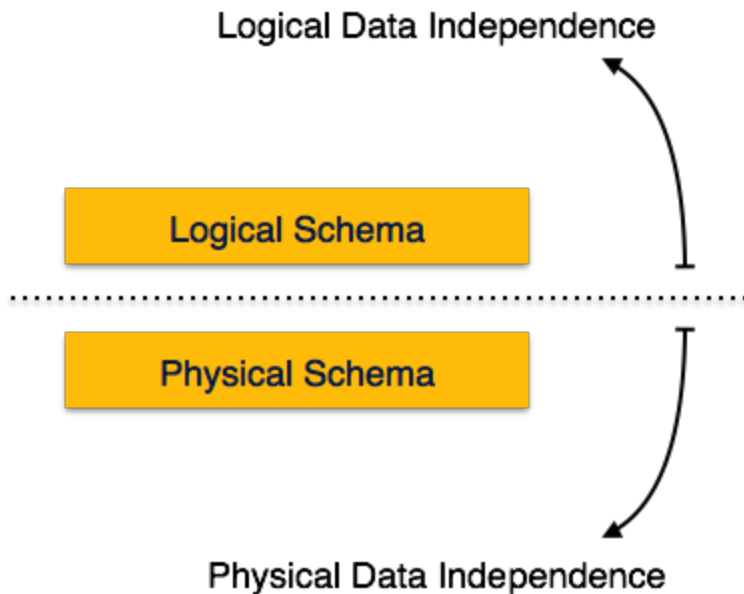 Logical Data Independence
Logical Schema
Physical Schema
Physical Data Independence